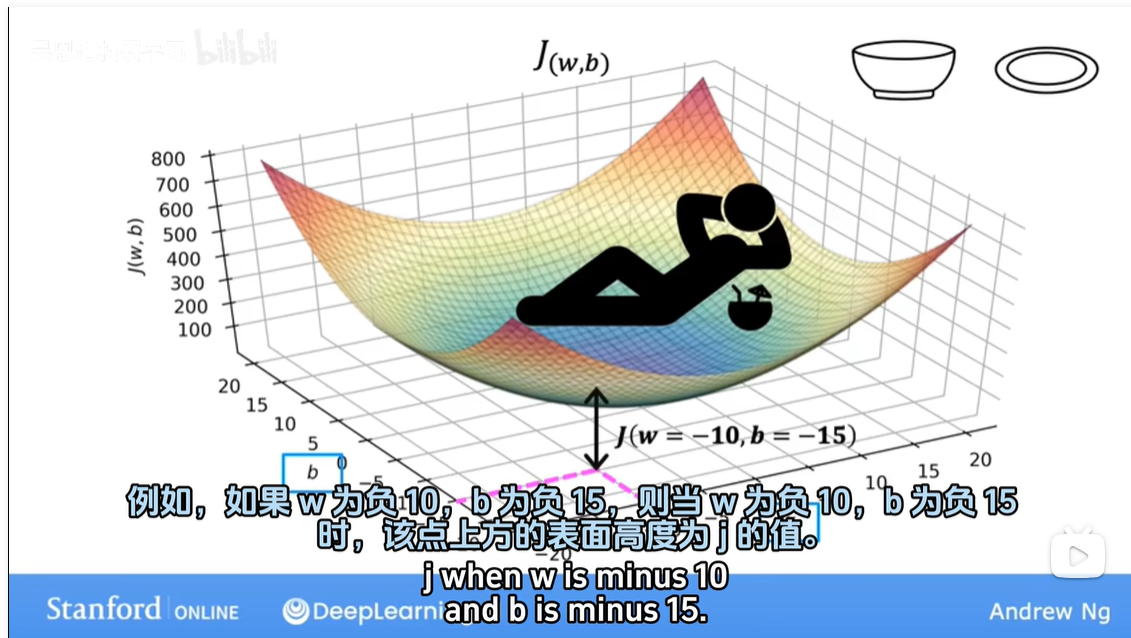 bilibili
J(w,b)
800
700
600
500
400
300
200
100
J(w, b)
20
15
10
5
0
−5
b
J(w = −10, b = −15)
20
15
10
−20
例如，如果 w 为负 10，b 为负 15，则当 w 为负 10，b 为负 15
时，该点上方的表面高度为 j 的值。
j when w is minus 10
and b is minus 15.
Stanford | ONLINE
DeepLearning
Andrew Ng